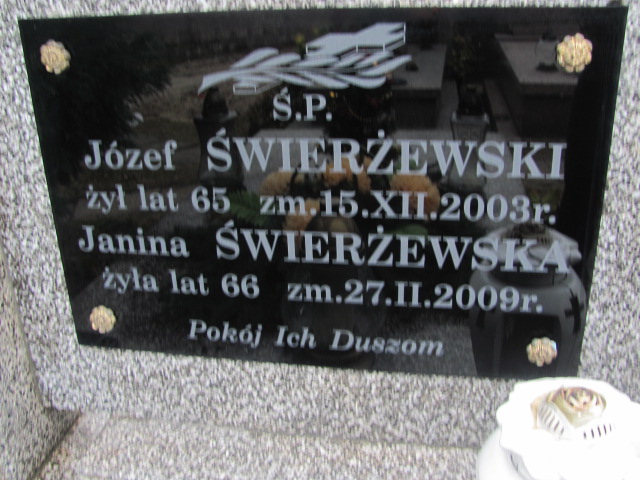 Ś.P.
Józef ŚWIERŻEWSKI
żył lat 65 zm.15.XII.2003r.
Janina ŚWIERŻEWSKA
żyła lat 66 zm.27.II.2009r.
Pokój Ich Duszom